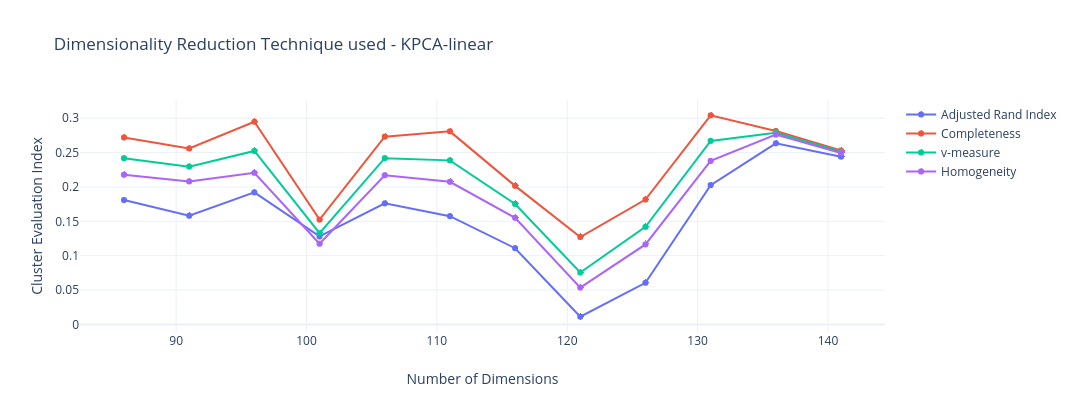 Dimensionality Reduction Technique used - KPCA-linear
Cluster Evaluation Index
0.3
0.25
0.2
0.15
0.1
0.05
0
90
100
110
120
130
140
Number of Dimensions
Adjusted Rand Index
Completeness
v-measure
Homogeneity